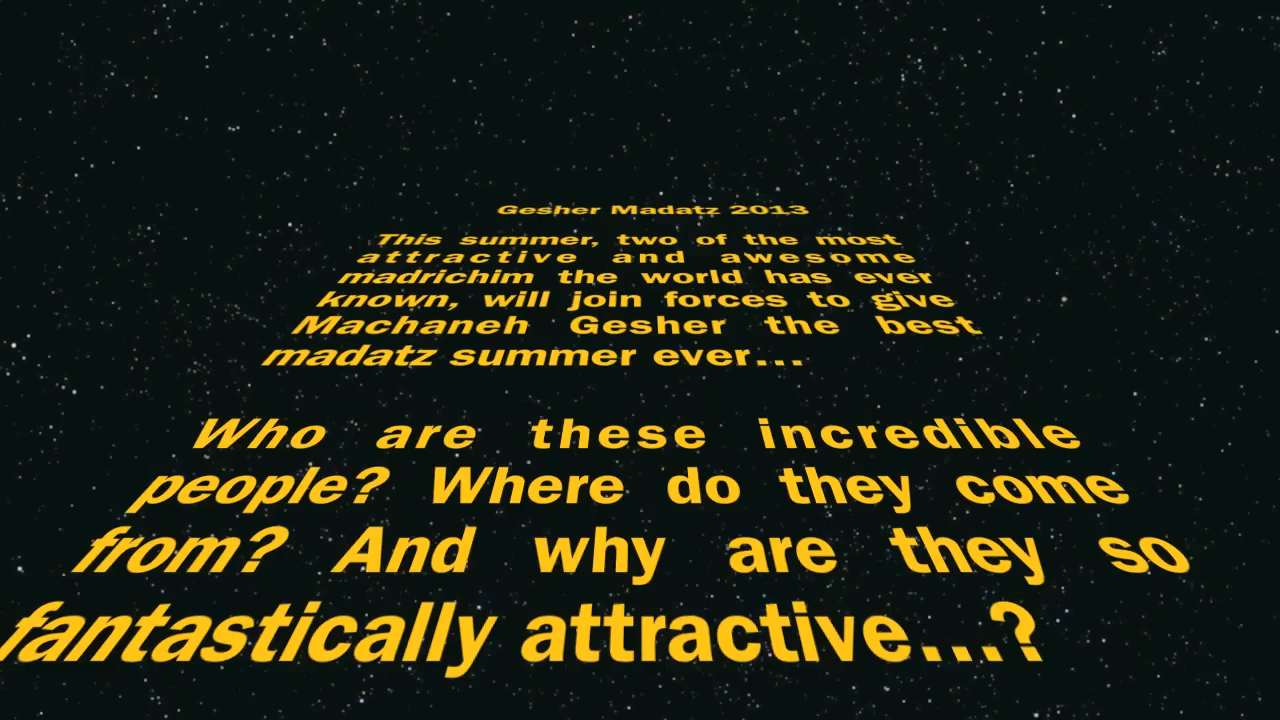 Gesher Madatz 2013
This summer, two of the most
attractive and awesome
madrichim the world has ever
known, will join forces to give
Machaneh Gesher the best
madatz summer ever...
Who are these incredible
people? Where do they come
from? And why are they so
fantastically attractive...?